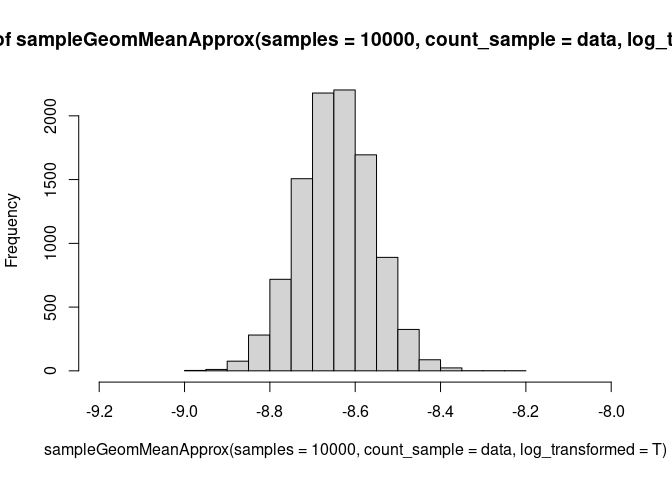 of sampleGeomMeanApprox(samples = 10000, count_sample = data, log_t
2000
1500
1000
500
0
Frequency
-9.2 -9.0 -8.8 -8.6 -8.4 -8.2 -8.0
sampleGeomMeanApprox(samples = 10000, count_sample = data, log_transformed = T)